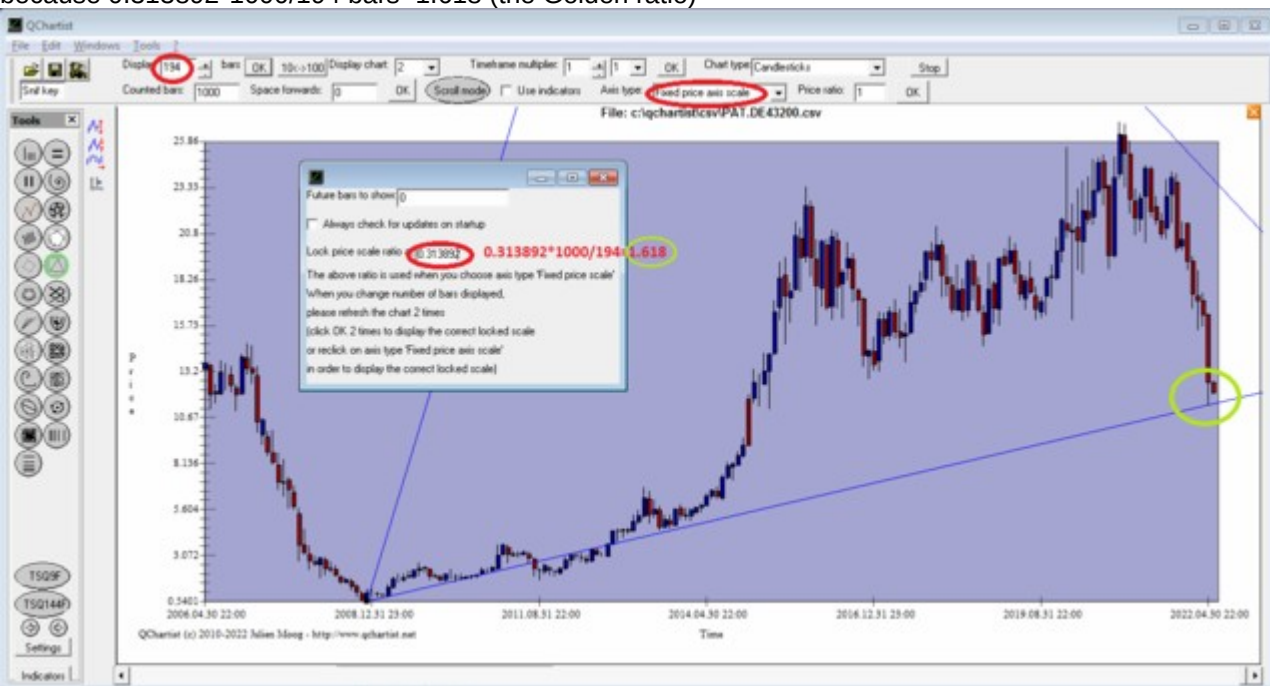 because 0.313892*1000/194 bars=1.618 (the Golden ratio)
QChartist
File Edit Windows Tools ?
Display 194 bars OK 10<->100 Display chart: 2 Timeframe multiplier: 1 1 OK Chart type Candlesticks Stop
Snif key Counted bars: 1000 Space forwards: 0 OK Scroll mode Use indicators Axis type: Fixed price axis scale Price ratio: 1 OK
Tools
File: c:\qchartist\csv\PAT.DE43200.csv
25.86
23.33
20.8
18.26
15.73
13.2
10.67
8.136
5.604
3.072
0.5401
Price
Future bars to show: 0
Always check for updates on startup
Lock price scale ratio 0.313892 0.313892*1000/194=1.618
The above ratio is used when you choose axis type 'Fixed price scale'
When you change number of bars displayed,
please refresh the chart 2 times
(click OK 2 times to display the correct locked scale
or reclick on axis type 'Fixed price axis scale'
in order to display the correct locked scale)
TSQ9F
TSQ144F
Settings
Indicators
2006.04.30 22:00 2008.12.31 23:00 2011.08.31 22:00 2014.04.30 22:00 2016.12.31 23:00 2019.08.31 22:00 2022.04.30 22:00
QChartist (c) 2010-2022 Julien Moog - http://www.qchartist.net
Time